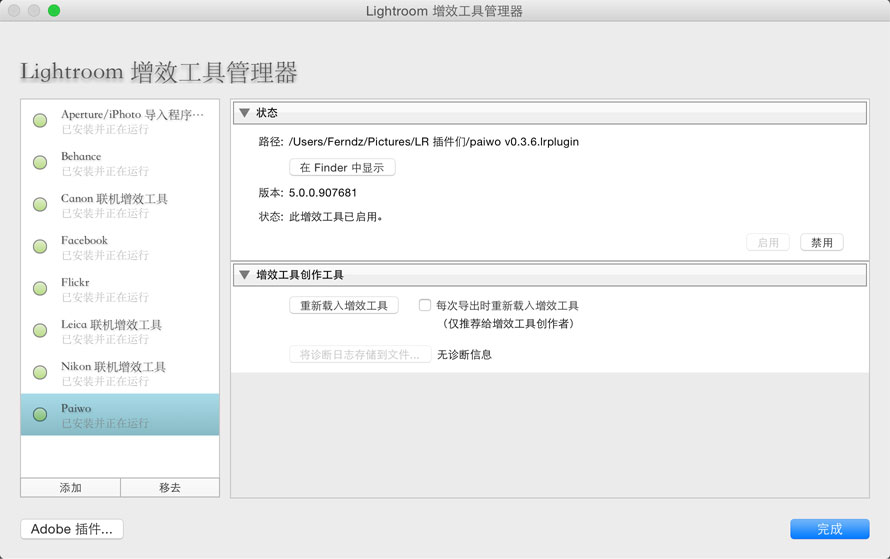 Lightroom 增效工具管理器
Lightroom 增效工具管理器
Aperture/iPhoto 导入程序…
已安装并正在运行
Behance
已安装并正在运行
Canon 联机增效工具
已安装并正在运行
Facebook
已安装并正在运行
Flickr
已安装并正在运行
Leica 联机增效工具
已安装并正在运行
Nikon 联机增效工具
已安装并正在运行
Paiwo
已安装并正在运行
添加
移去
状态
路径: /Users/Ferndz/Pictures/LR 插件们/paiwo v0.3.6.lrplugin
在 Finder 中显示
版本: 5.0.0.907681
状态: 此增效工具已启用。
启用
禁用
增效工具创作工具
重新载入增效工具
每次导出时重新载入增效工具
（仅推荐给增效工具创作者）
将诊断日志存储到文件...
无诊断信息
Adobe 插件...
完成